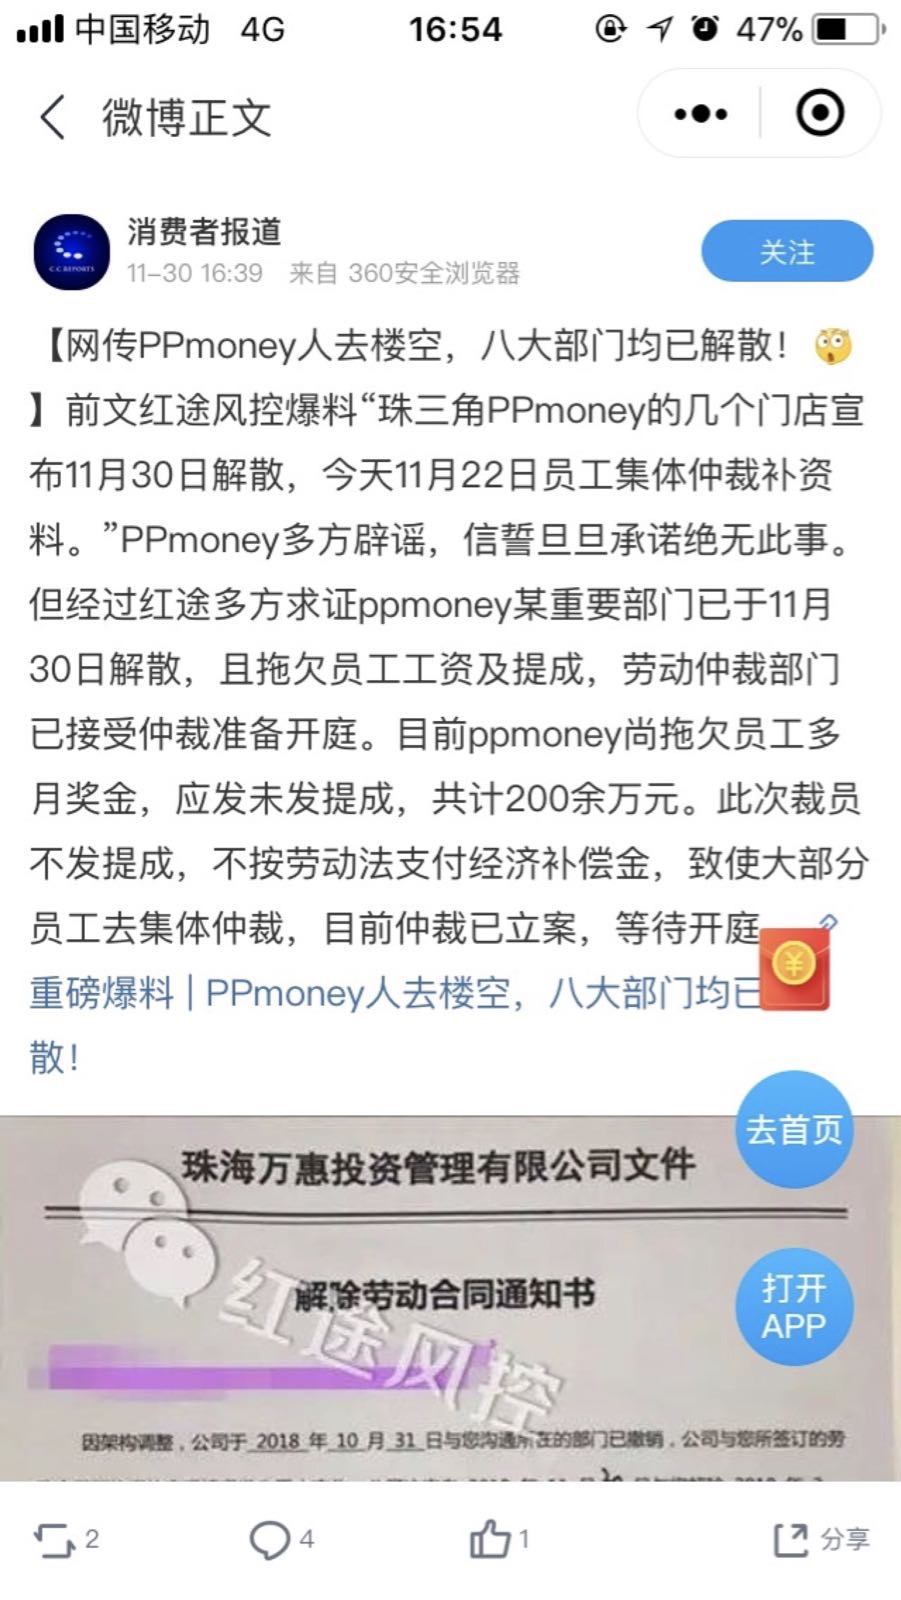 中国移动 4G 16:54 47%
微博正文
消费者报道
C.C REPORTS
11-30 16:39 来自 360安全浏览器
关注
【网传PPmoney人去楼空，八大部门均已解散！
】前文红途风控爆料“珠三角PPmoney的几个门店宣
布11月30日解散，今天11月22日员工集体仲裁补资
料。”PPmoney多方辟谣，信誓旦旦承诺绝无此事。
但经过红途多方求证ppmoney某重要部门已于11月
30日解散，且拖欠员工工资及提成，劳动仲裁部门
已接受仲裁准备开庭。目前ppmoney尚拖欠员工多
月奖金，应发未发提成，共计200余万元。此次裁员
不发提成，不按劳动法支付经济补偿金，致使大部分
员工去集体仲裁，目前仲裁已立案，等待开庭
重磅爆料 | PPmoney人去楼空，八大部门均已
散！
去首页
珠海万惠投资管理有限公司文件
解除劳动合同通知书
红途风控
打开
APP
因架构调整，公司于 2018 年 10 月 31 日与您沟通所在的部门已撤销，公司与您所签订的劳
2 4 1 分享